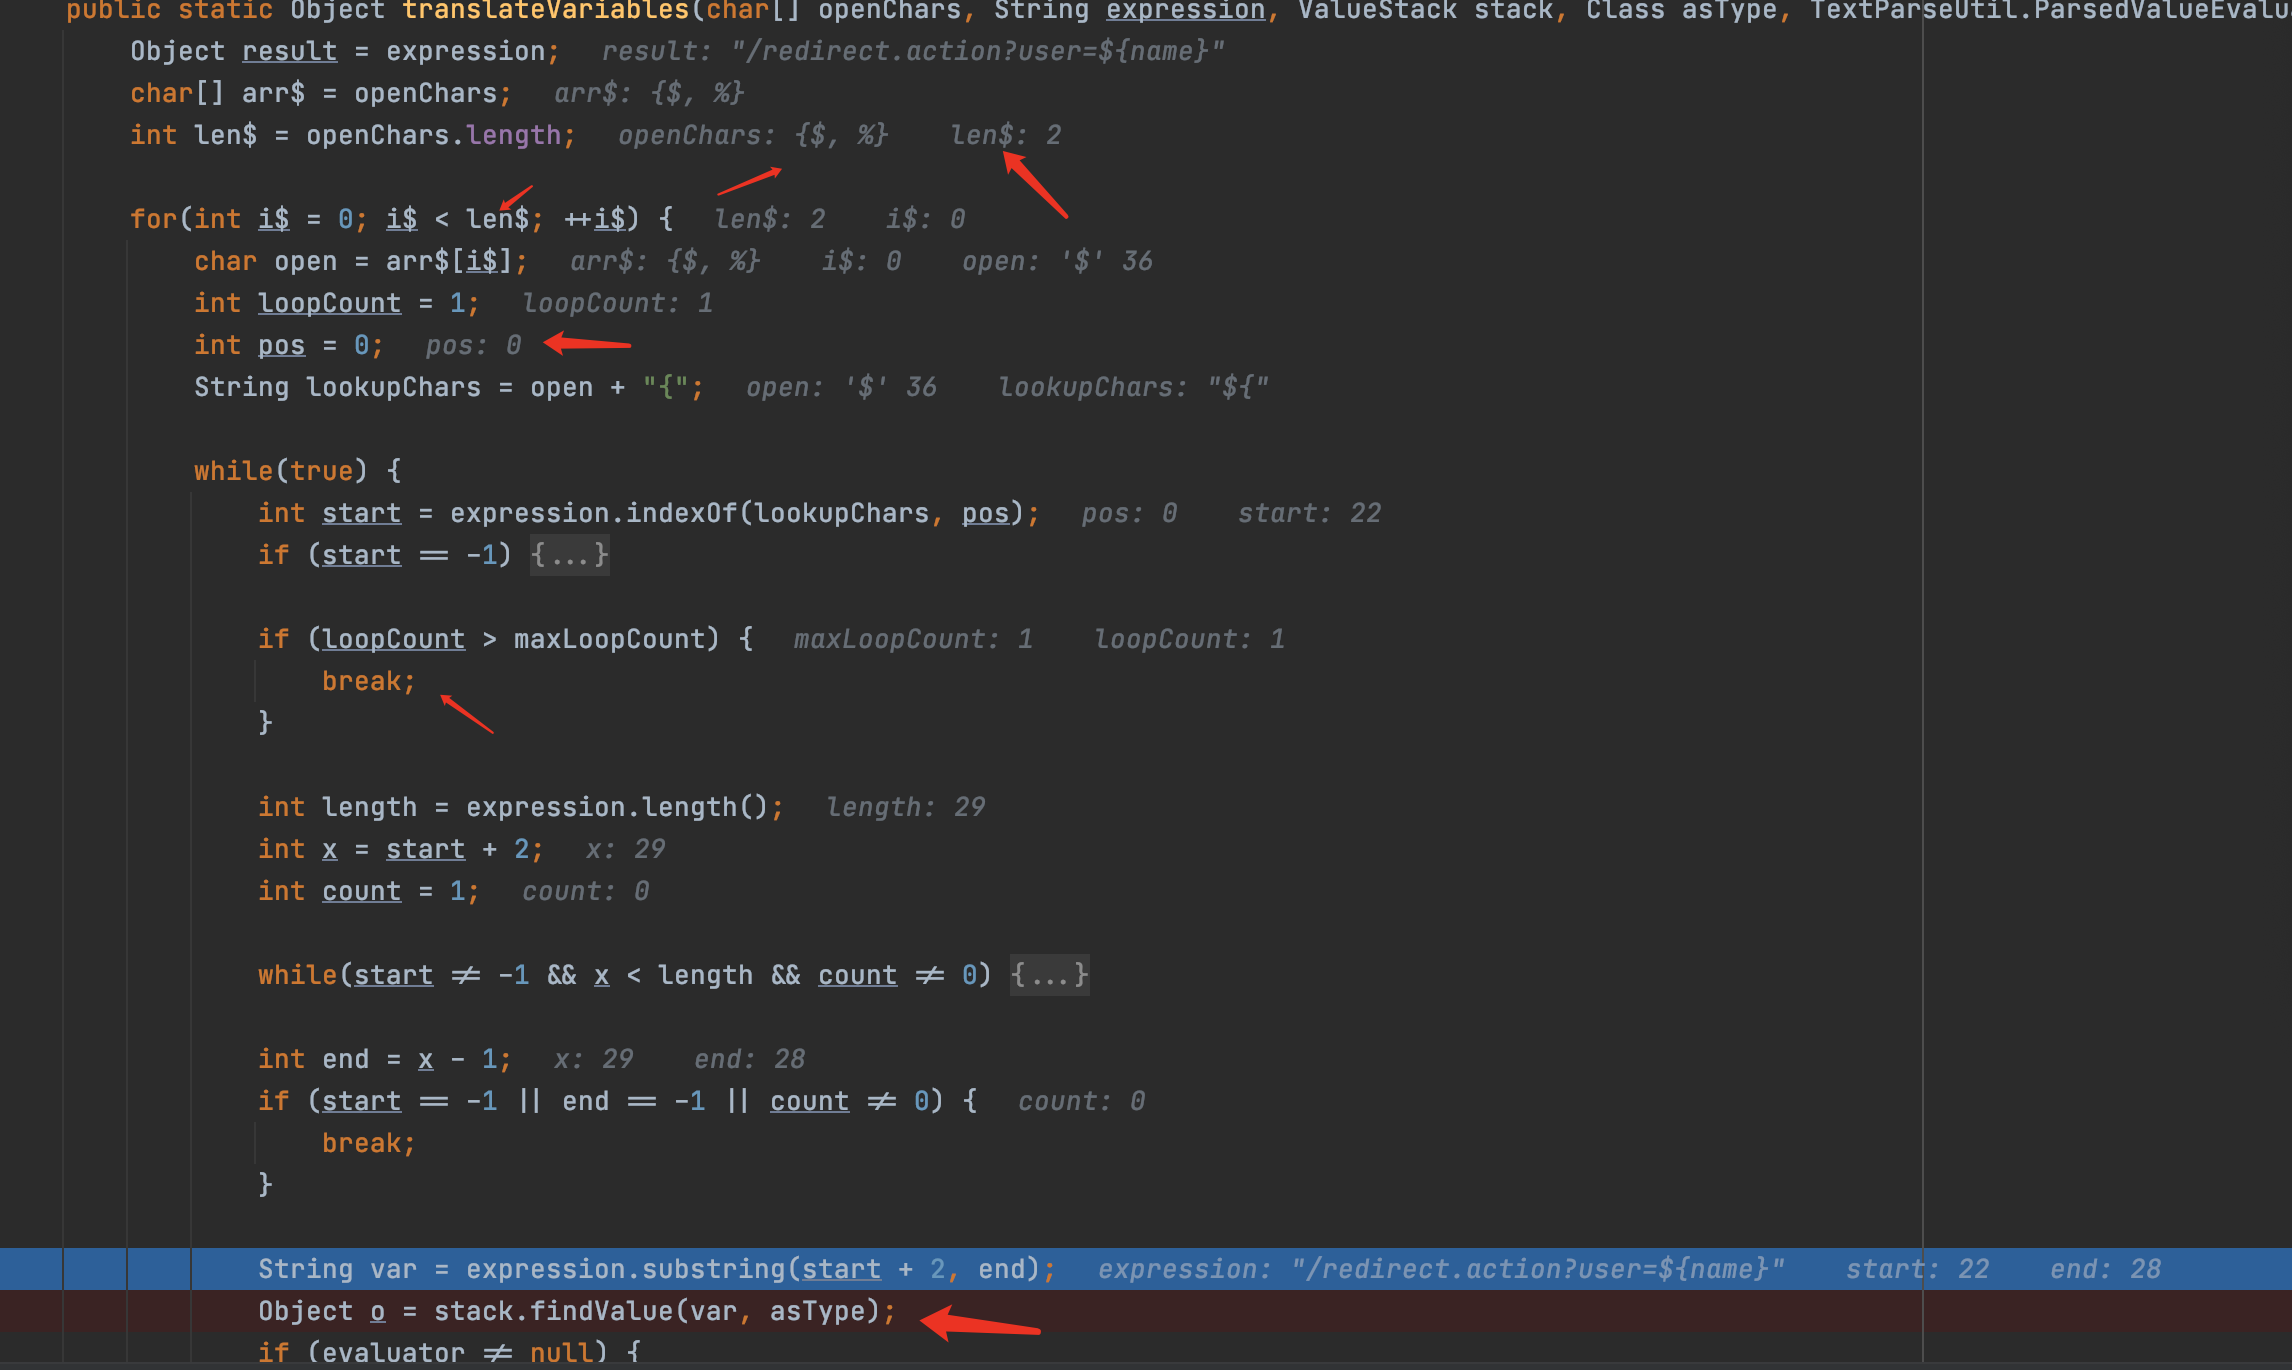 public static Object translateVariables(char[] openChars, String expression, ValueStack stack, Class asType, TextParseUtil.ParsedValueEvalu
Object result = expression; result: "/redirect.action?user=${name}"
char[] arr$ = openChars; arr$: {$, %}
int len$ = openChars.length; openChars: {$, %} len$: 2
for(int i$ = 0; i$ < len$; ++i$) { len$: 2 i$: 0
char open = arr$[i$]; arr$: {$, %} i$: 0 open: '$' 36
int loopCount = 1; loopCount: 1
int pos = 0; pos: 0
String lookupChars = open + "{"; open: '$' 36 lookupChars: "${"
while(true) {
int start = expression.indexOf(lookupChars, pos); pos: 0 start: 22
if (start == -1) {...}
if (loopCount > maxLoopCount) { maxLoopCount: 1 loopCount: 1
break;
}
int length = expression.length(); length: 29
int x = start + 2; x: 29
int count = 1; count: 0
while(start != -1 && x < length && count != 0) {...}
int end = x - 1; x: 29 end: 28
if (start == -1 || end == -1 || count != 0) { count: 0
break;
}
String var = expression.substring(start + 2, end); expression: "/redirect.action?user=${name}" start: 22 end: 28
Object o = stack.findValue(var, asType);
if (evaluator != null) {